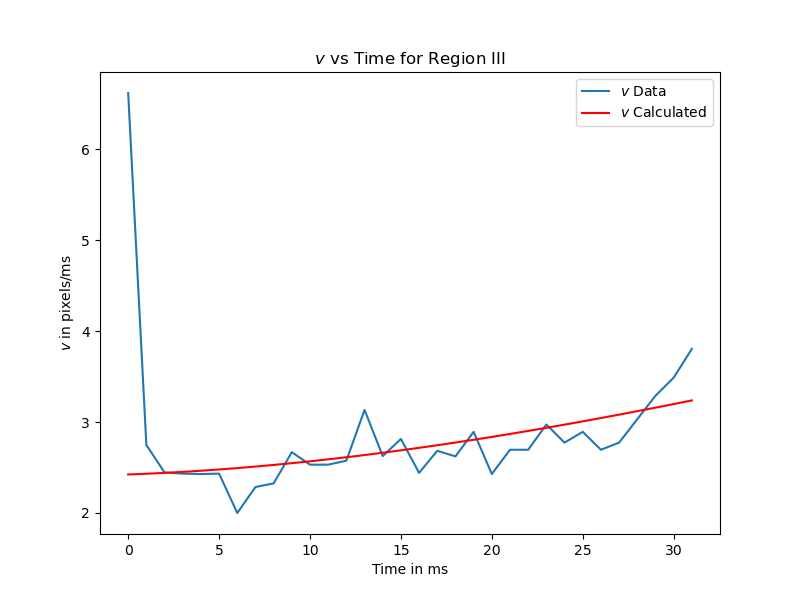 v vs Time for Region III
v Data
v Calculated
6
5
4
3
2
v in pixels/ms
0 5 10 15 20 25 30
Time in ms